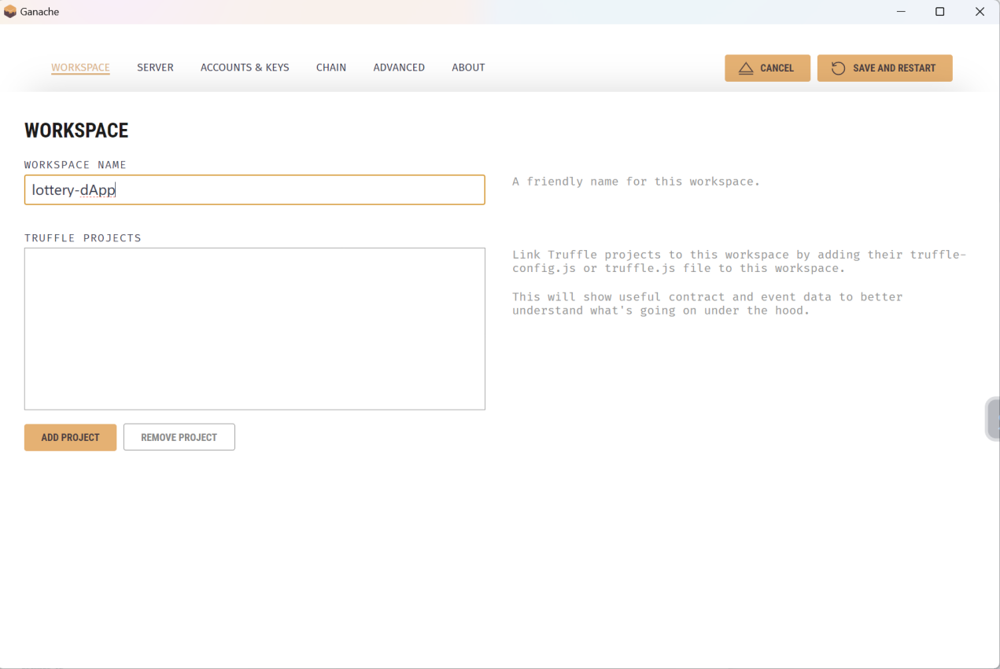 Ganache
WORKSPACE SERVER ACCOUNTS & KEYS CHAIN ADVANCED ABOUT CANCEL SAVE AND RESTART
WORKSPACE
WORKSPACE NAME
lottery-dApp
A friendly name for this workspace.
TRUFFLE PROJECTS
Link Truffle projects to this workspace by adding their truffle-
config.js or truffle.js file to this workspace.
This will show useful contract and event data to better
understand what's going on under the hood.
ADD PROJECT REMOVE PROJECT